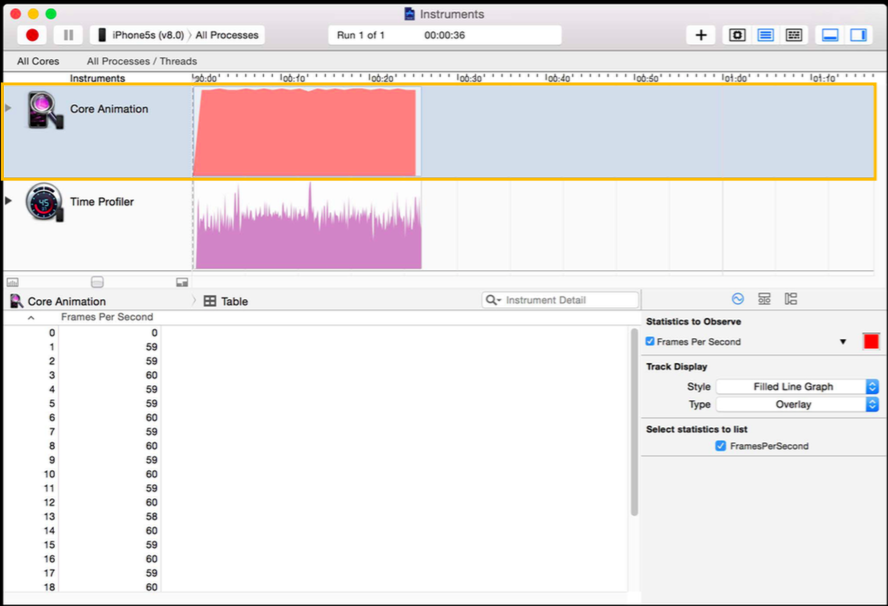 Instruments
iPhone5s (v8.0) 〉 All Processes
Run 1 of 1 00:00:36
All Cores All Processes / Threads
Instruments 00:00 00:10 00:20 00:30 00:40 00:50 01:00 01:10
Core Animation
Time Profiler
Core Animation 〉 Table Instrument Detail
Frames Per Second
0 0
1 59
2 59
3 60
4 59
5 59
6 60
7 59
8 60
9 59
10 60
11 59
12 60
13 58
14 60
15 59
16 60
17 59
18 60
Statistics to Observe
Frames Per Second
Track Display
Style Filled Line Graph
Type Overlay
Select statistics to list
FramesPerSecond